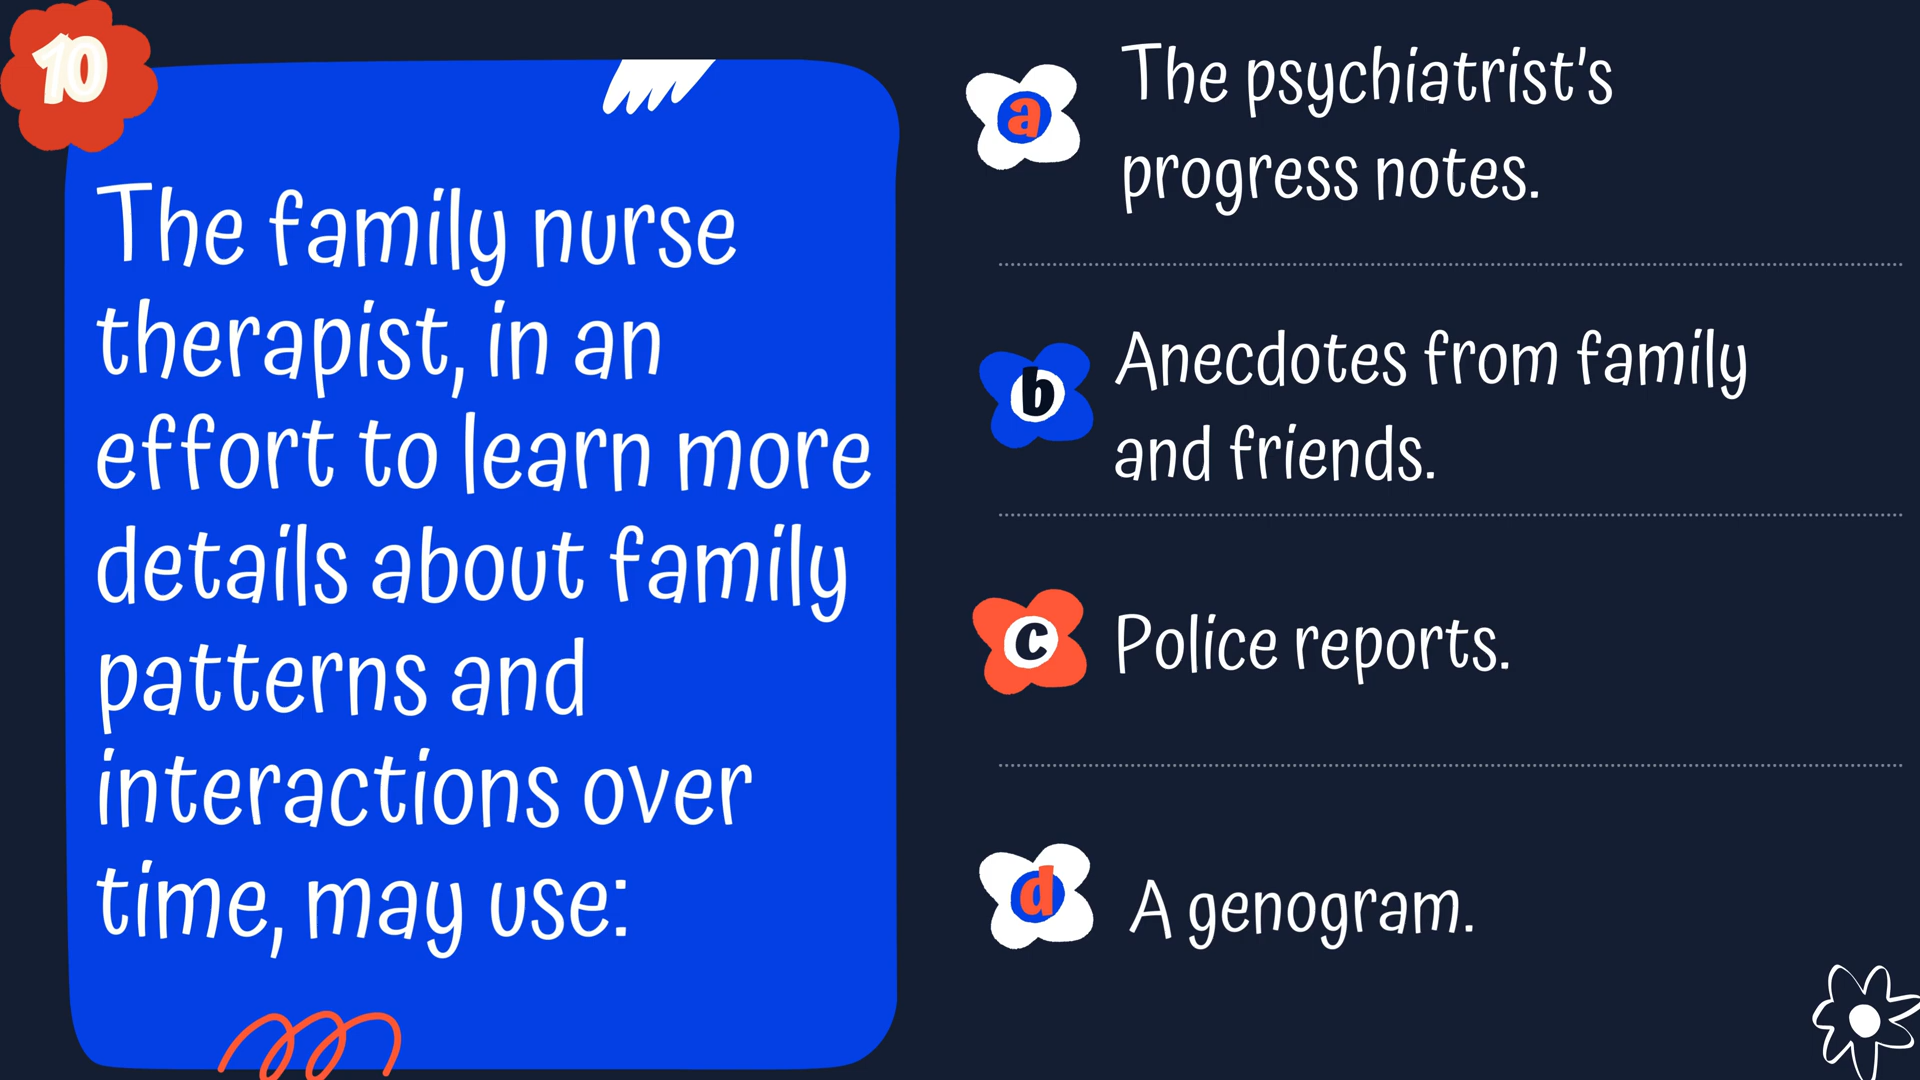 10
The family nurse
therapist, in an
effort to learn more
details about family
patterns and
interactions over
time, may use:
a
The psychiatrist's
progress notes.
b
Anecdotes from family
and friends.
c
Police reports.
d
A genogram.